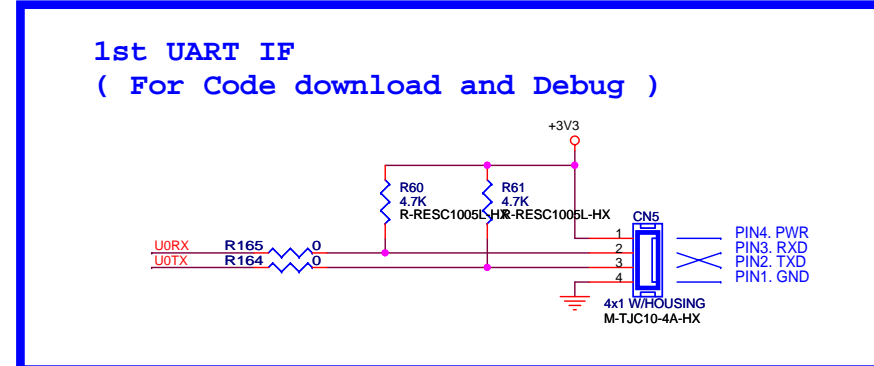 1st UART IF
( For Code download and Debug )
+3V3
R60
4.7K
R-RESC1005L-HX
R61
4.7K
R-RESC1005L-HX
CN5
U0RX
R165
0
U0TX
R164
0
1
2
3
4
PIN4. PWR
PIN3. RXD
PIN2. TXD
PIN1. GND
4x1 W/HOUSING
M-TJC10-4A-HX